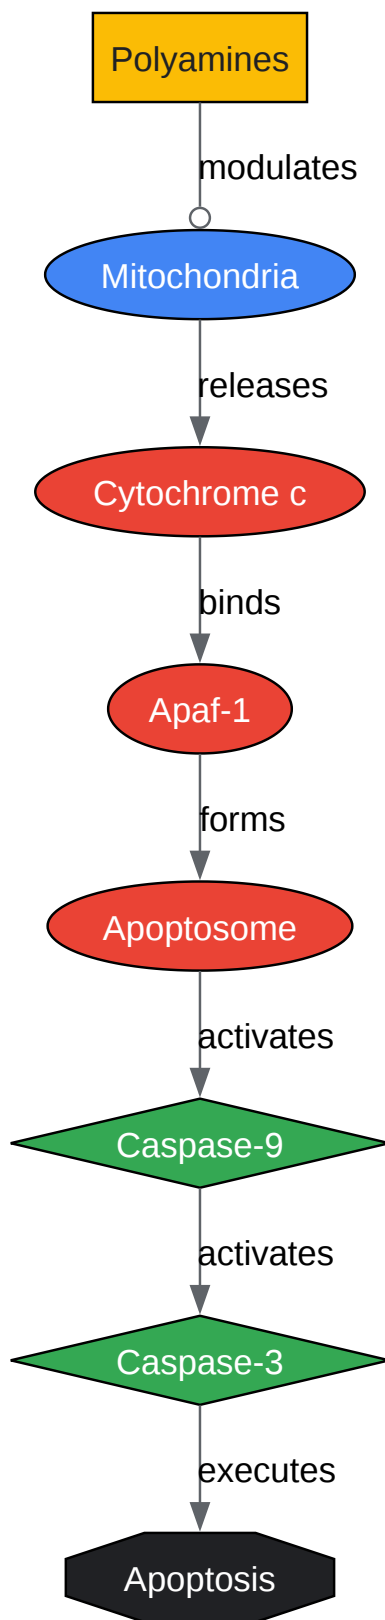 Polyamines
modulates
Mitochondria
releases
Cytochrome c
binds
Apaf-1
forms
Apoptosome
activates
Caspase-9
activates
Caspase-3
executes
Apoptosis